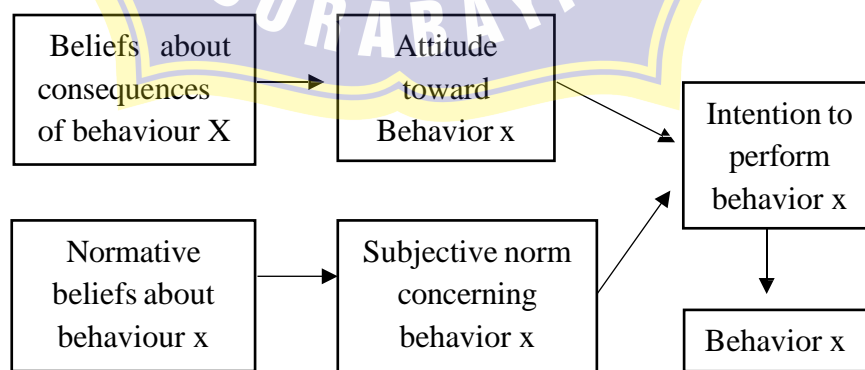 URABAY
Beliefs about
consequences
of behaviour X
Attitude
toward
Behavior x
Intention to
perform
behavior x
Normative
beliefs about
behaviour x
Subjective norm
concerning
behavior x
Behavior x